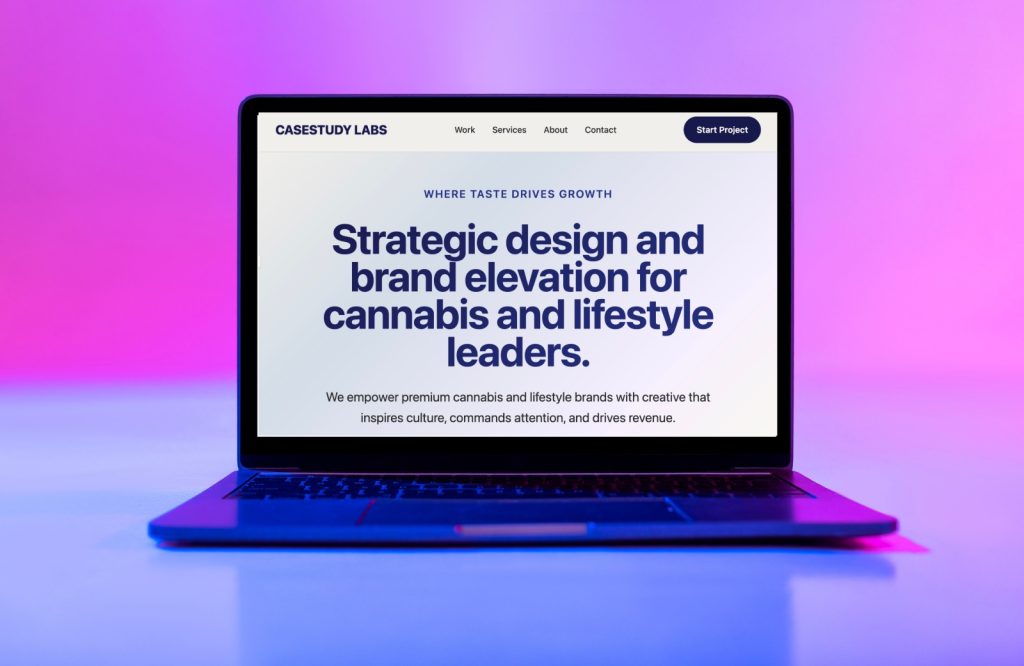 CASESTUDY LABS
Work Services About Contact
Start Project
WHERE TASTE DRIVES GROWTH
Strategic design and
brand elevation for
cannabis and lifestyle
leaders.
We empower premium cannabis and lifestyle brands with creative that
inspires culture, commands attention, and drives revenue.